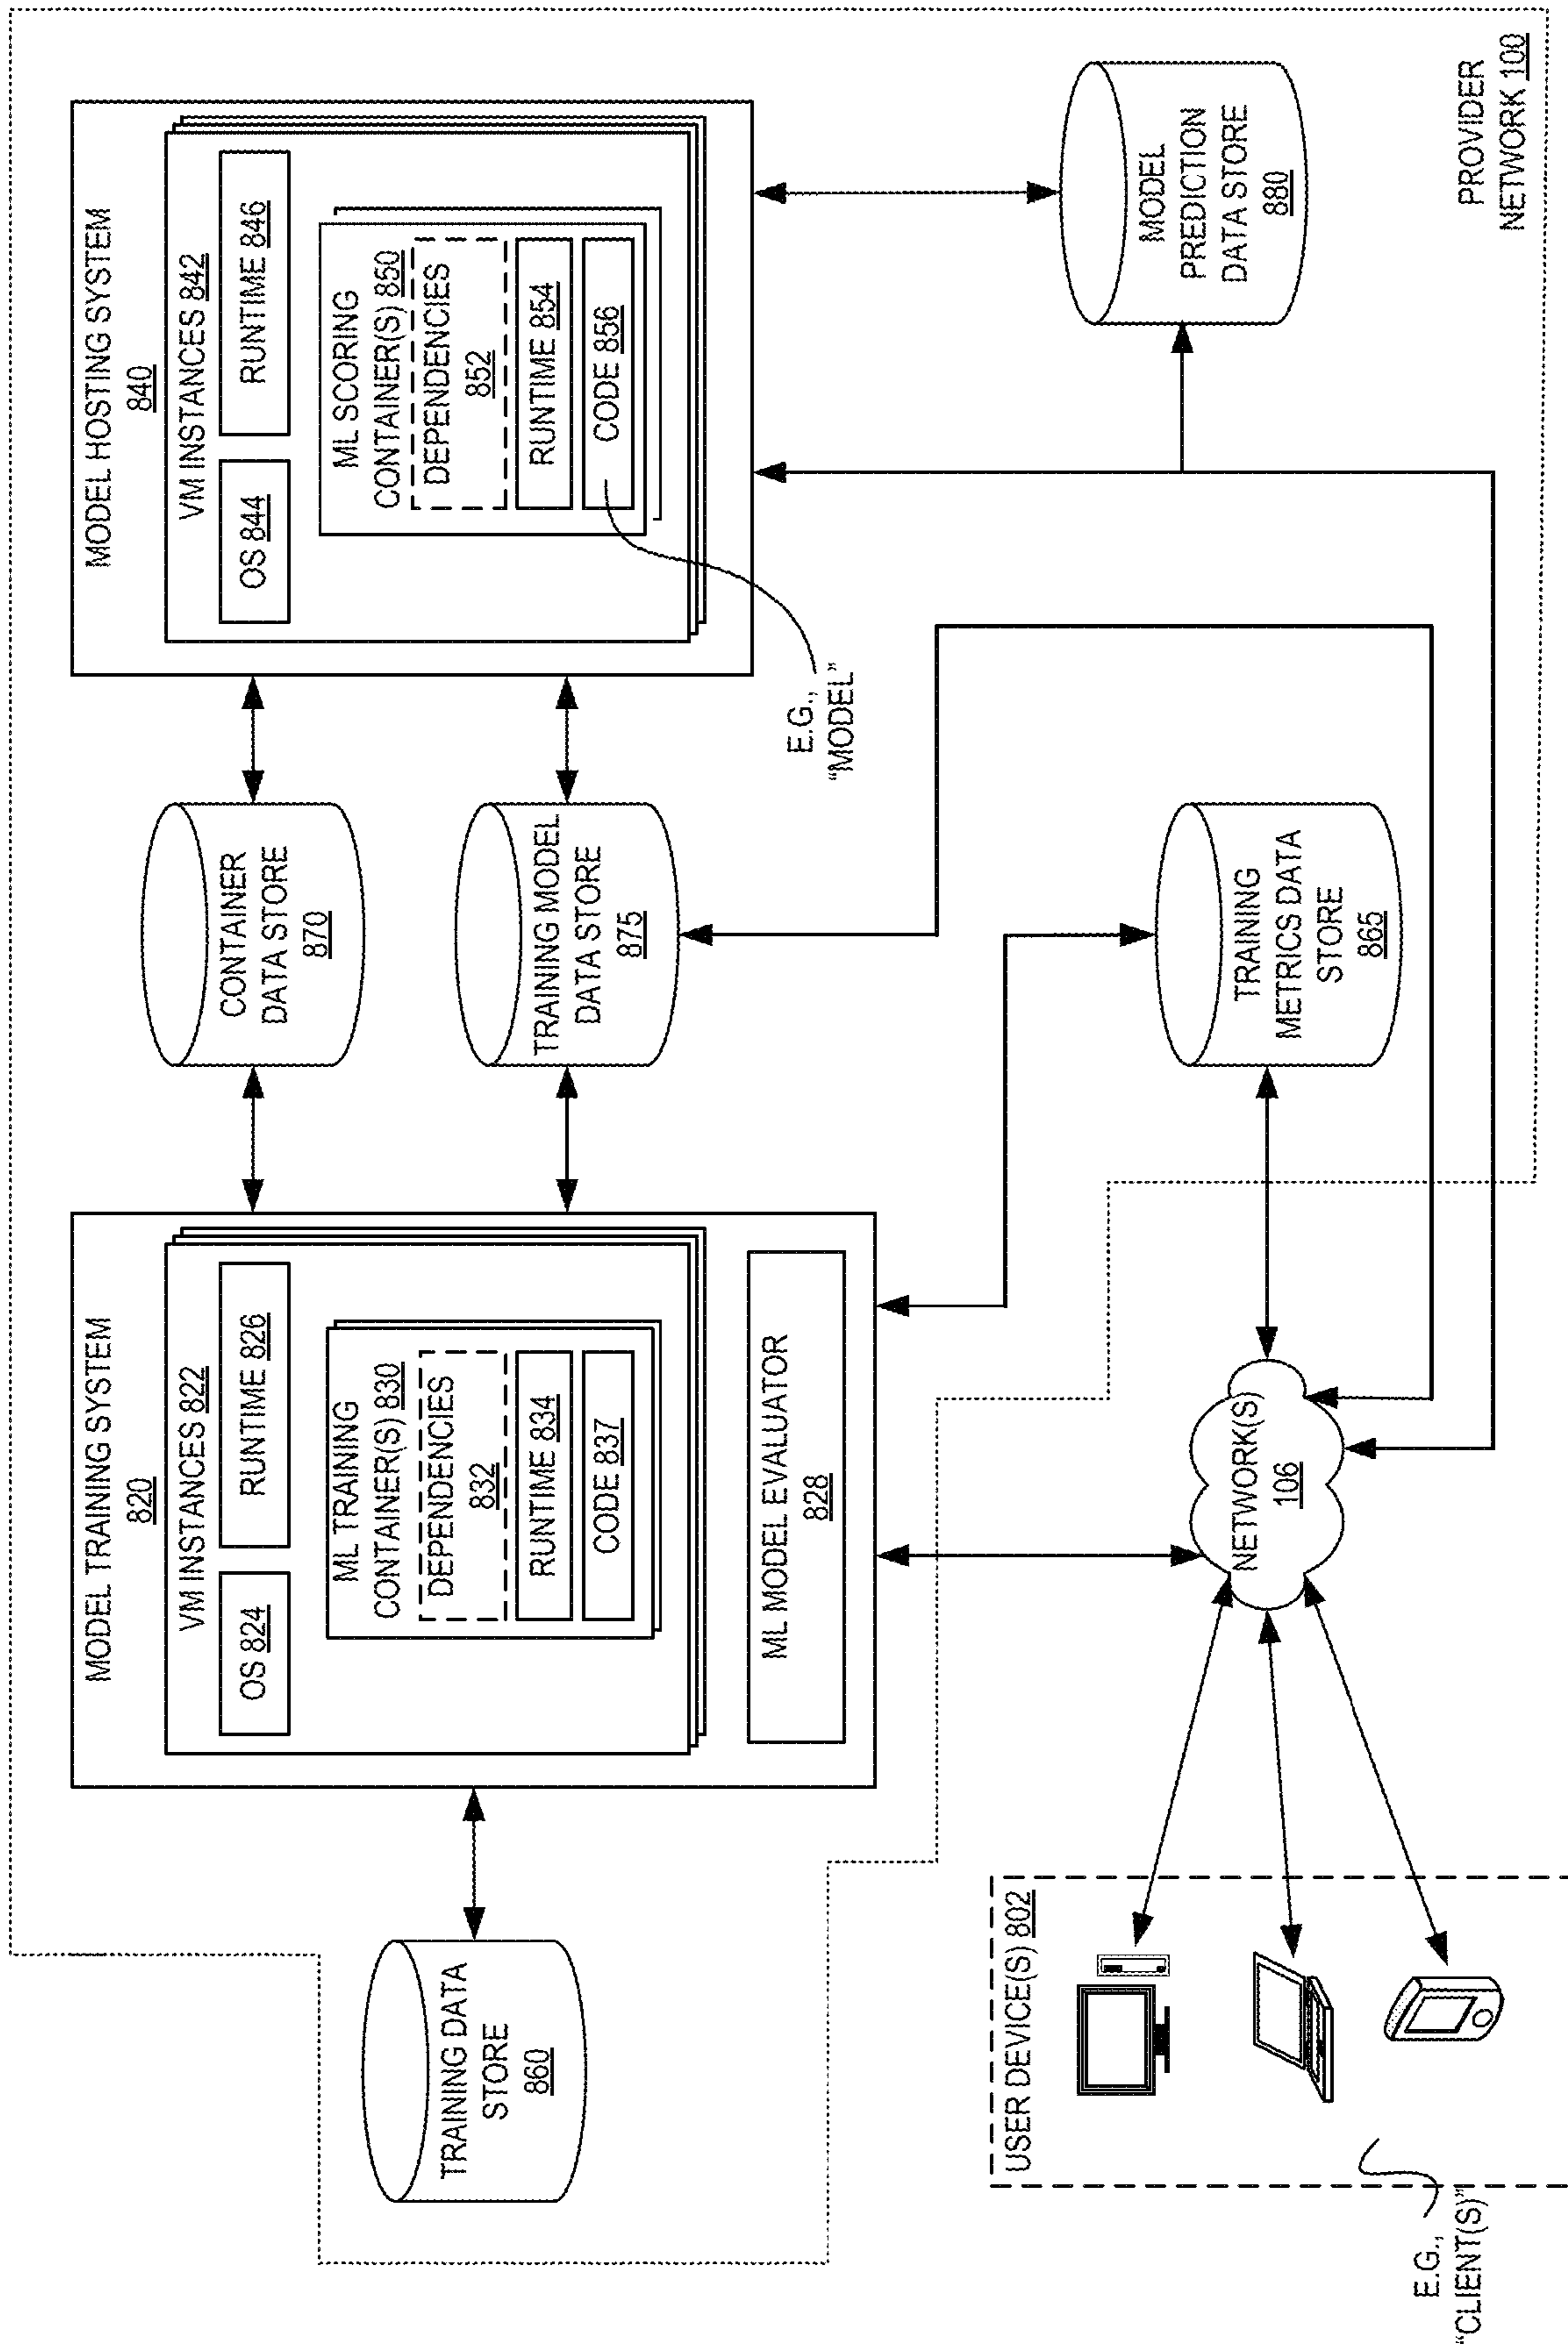 MODEL TRAINING SYSTEM
820
VM INSTANCES 822
OS 824
RUNTIME 826
ML TRAINING
CONTAINER(S) 830
DEPENDENCIES
832
RUNTIME 834
CODE 837
ML MODEL EVALUATOR
828
TRAINING DATA
STORE
860
CONTAINER
DATA STORE
870
TRAINING MODEL
DATA STORE
875
MODEL HOSTING SYSTEM
840
VM INSTANCES 842
OS 844
RUNTIME 846
ML SCORING
CONTAINER(S) 850
DEPENDENCIES
852
RUNTIME 854
CODE 856
E.G.,
“MODEL”
USER DEVICE(S) 802
E.G.,
“CLIENT(S)”
NETWORK(S)
106
TRAINING
METRICS DATA
STORE
865
MODEL
PREDICTION
DATA STORE
880
PROVIDER
NETWORK 100